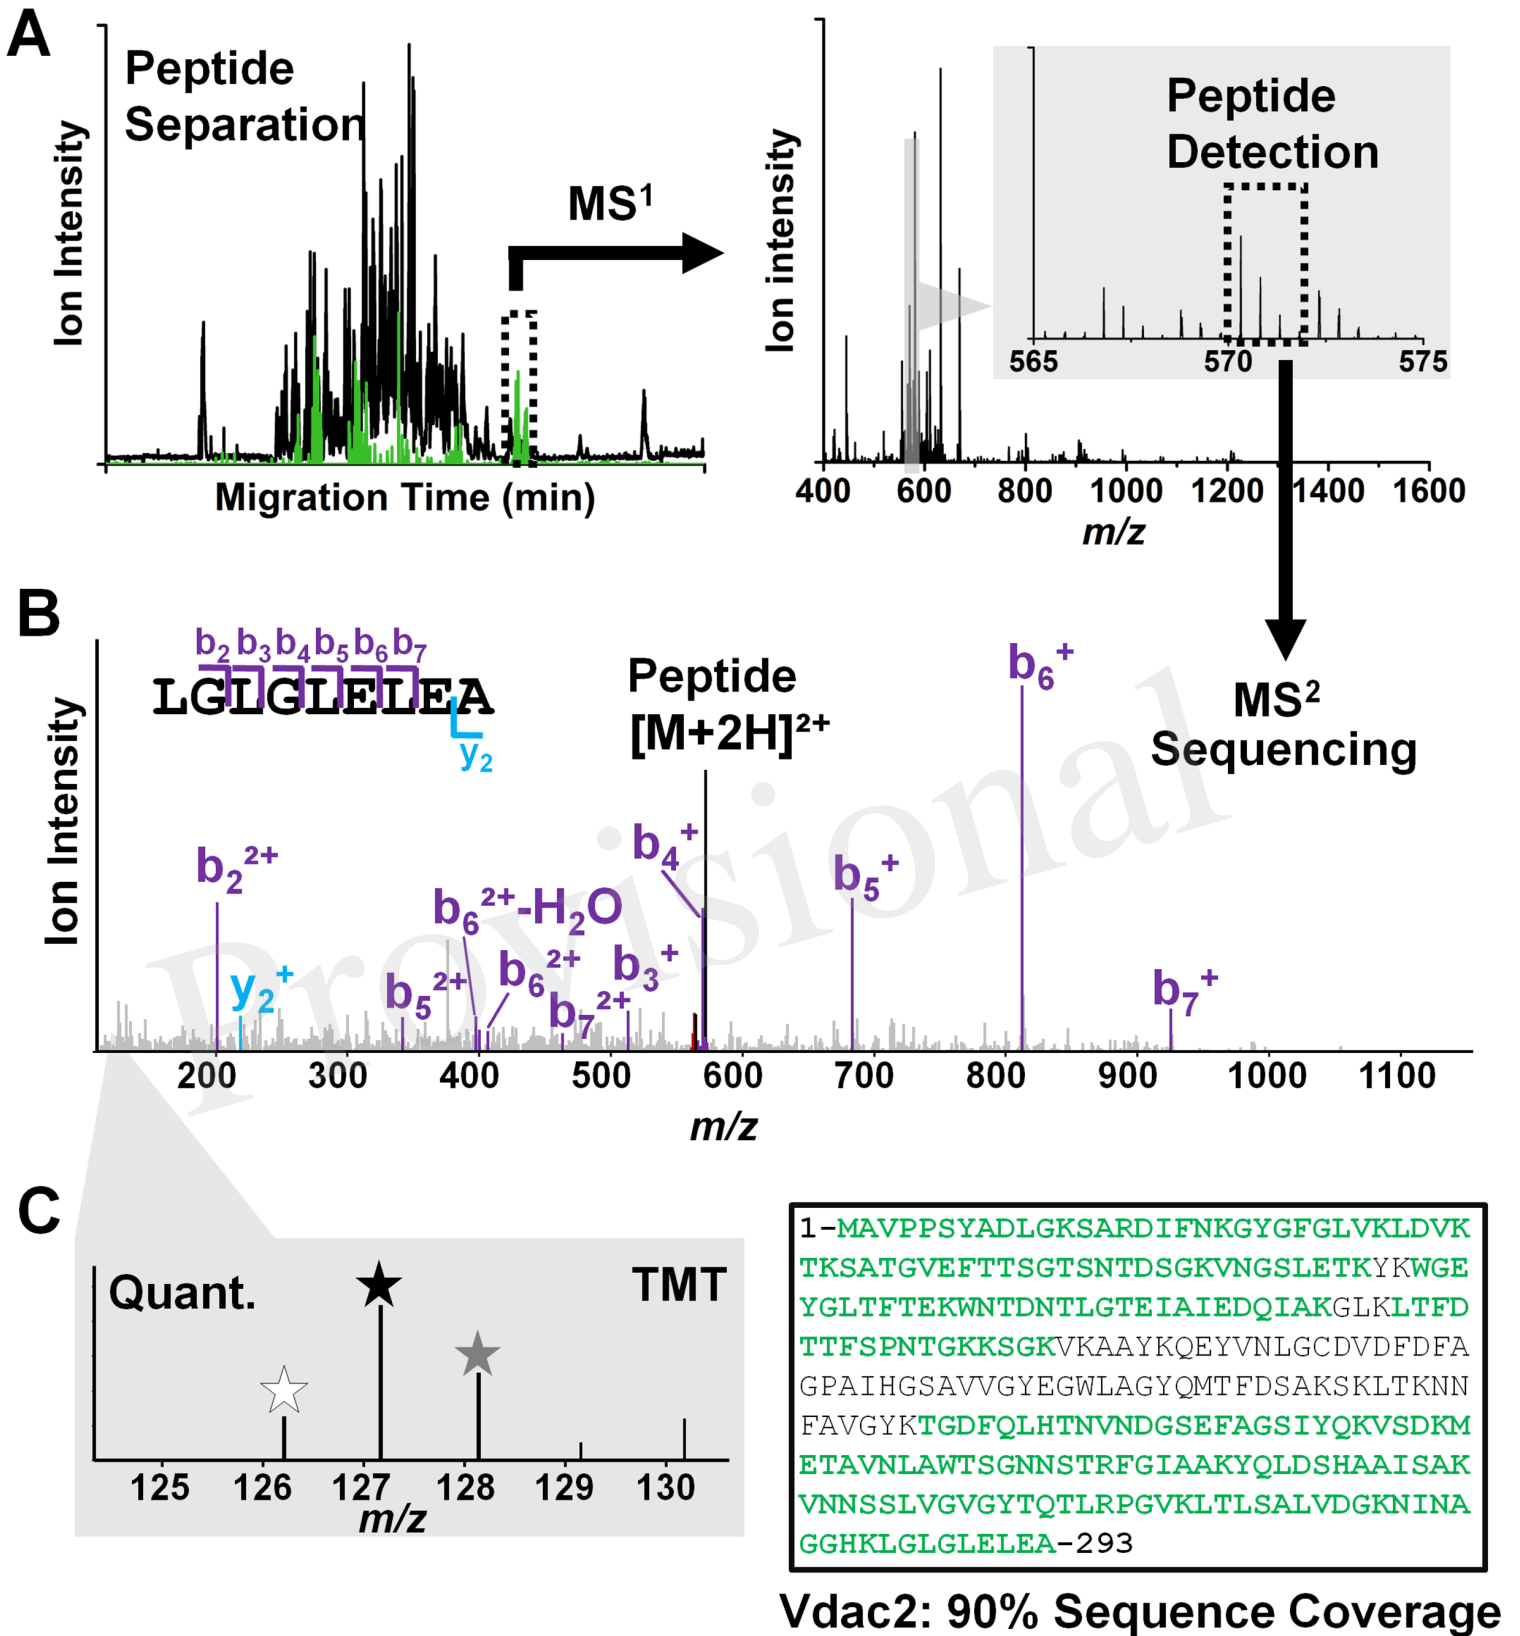 A
Peptide
Separation
Ion Intensity
MS¹
Migration Time (min)
Ion intensity
Peptide
Detection
565 570 575
400 600 800 1000 1200 1400 1600
m/z
B
b₂ b₃ b₄ b₅ b₆ b₇
LGLGLELEA
y₂
Ion Intensity
Peptide
[M+2H]²⁺
b₆⁺
MS²
Sequencing
b₂²⁺
y₂⁺
b₅²⁺
b₆²⁺-H₂O
b₆²⁺
b₇²⁺
b₃⁺
b₄⁺
b₅⁺
b₇⁺
200 300 400 500 600 700 800 900 1000 1100
m/z
Provisional
C
Quant.
TMT
125 126 127 128 129 130
m/z
1-MAVPPSYADLGKSARDIFNKGYGFGLVKLDVK
TKSATGVEFTTSGTSNTDSGKVNGSLETKYKWGE
YGLTFTEKWNTDNTLGTEIAIEDQIAKGLKLTFD
TTFSPNTGKKSGKVKAAYKQEYVNLGCDVDFDFA
GPAIHGSAVVGYEGWLAGYQMTFDSAKSKLTKNN
FAVGYKTGDFQLHTNVNDGSEFAGSIYQKVSDKM
ETAVNLAWTSGNNSTRFGIAAKYQLDSHAAISAK
VNNSSLVGVGYTQTLRPGVKLTLSALVDGKNINA
GGHKLGLGLELEA-293
Vdac2: 90% Sequence Coverage